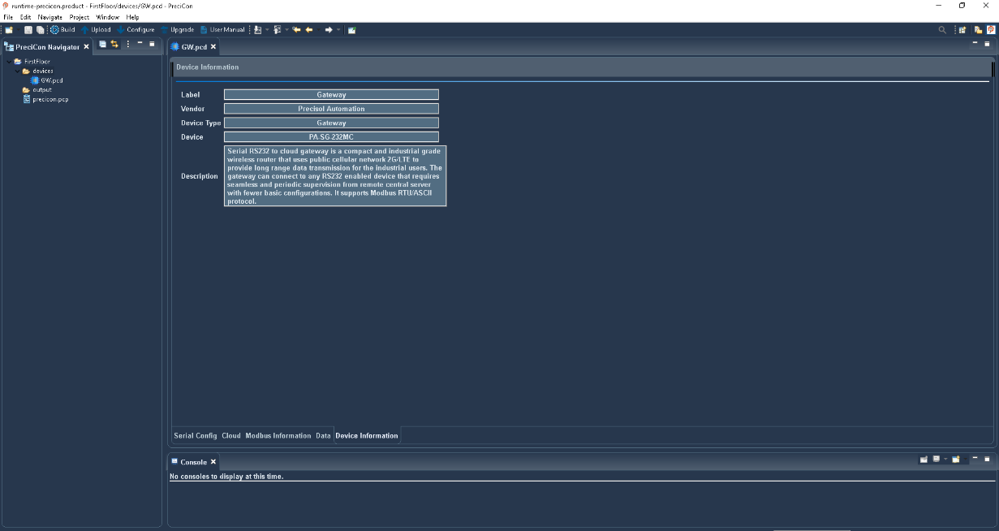 runtime-precicon.product - FirstFloor/devices/GW.pcd - PreciCon
File Edit Navigate Project Window Help
Build Upload Configure Upgrade User Manual
PreciCon Navigator
GW.pcd
FirstFloor
devices
GW.pcd
output
precicon.pcp
Device Information
Label Gateway
Vendor Precisol Automation
Device Type Gateway
Device PA-SG-232MC
Description
Serial RS232 to cloud gateway is a compact and industrial grade
wireless router that uses public cellular network 2G/LTE to
provide long range data transmission for the industrial users. The
gateway can connect to any RS232 enabled device that requires
seamless and periodic supervision from remote central server
with fewer basic configurations. It supports Modbus RTU/ASCII
protocol.
Serial Config Cloud Modbus Information Data Device Information
Console
No consoles to display at this time.